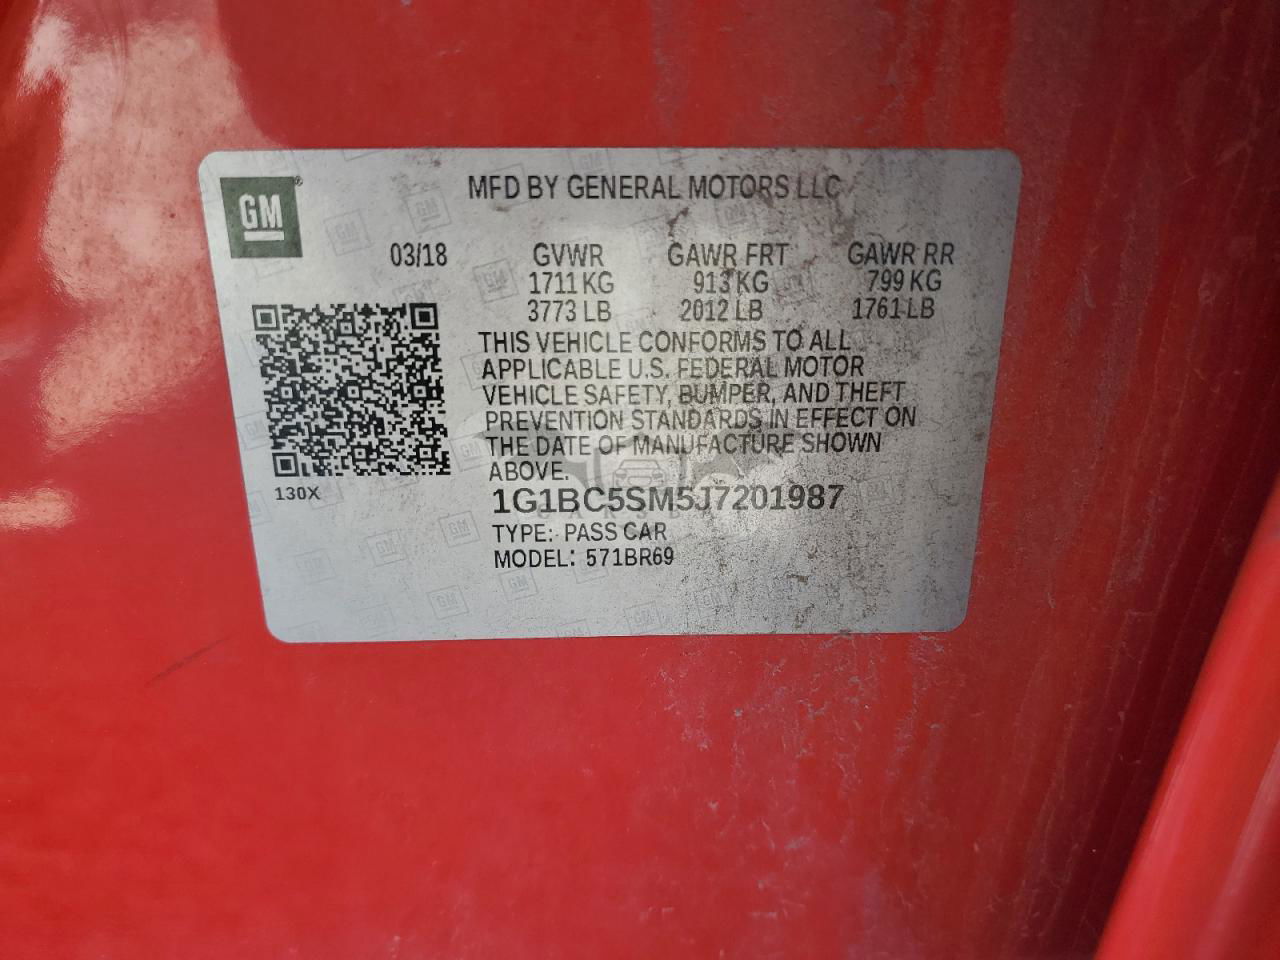 GM
MFD BY GENERAL MOTORS LLC
03/18 GVWR GAWR FRT GAWR RR
1711 KG 913 KG 799 KG
3773 LB 2012 LB 1761 LB
THIS VEHICLE CONFORMS TO ALL
APPLICABLE U.S. FEDERAL MOTOR
VEHICLE SAFETY, BUMPER, AND THEFT
PREVENTION STANDARDS IN EFFECT ON
THE DATE OF MANUFACTURE SHOWN
ABOVE.
130X
1G1BC5SM5J7201987
TYPE: PASS CAR
MODEL: 571BR69